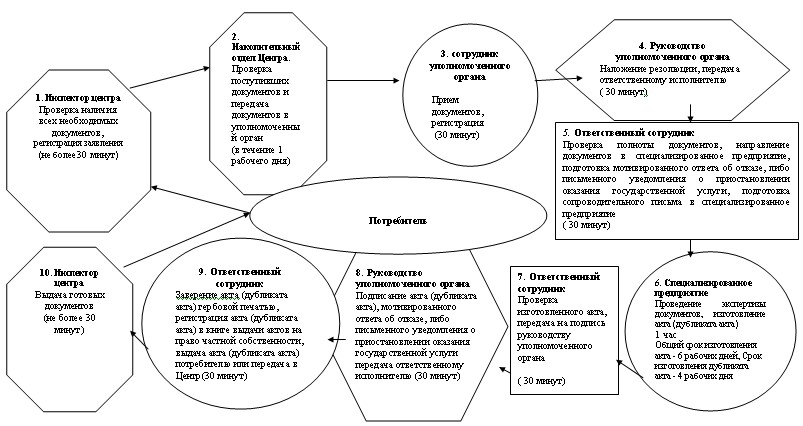 1. Инспектор центра
Проверка наличия
всех необходимых
документов,
регистрация заявления
(не более 30 минут)
2.
Накопительный
отдел Центра.
Проверка
поступивших
документов и
передача
документов в
уполномоченны
й орган
(в течение 1
рабочего дня)
3. сотрудник
уполномоченного
органа
Прием
документов,
регистрация
(30 минут)
4. Руководство
уполномоченного органа
Наложение резолюции, передача
ответственному исполнителю
( 30 минут)
5. Ответственный сотрудник
Проверка полноты документов, направление
документов в специализированное предприятие,
подготовка мотивированного ответа об отказе, либо
письменного уведомления о приостановлении
оказания государственной услуги, подготовка
сопроводительного письма в специализированное
предприятие
( 30 минут)
Потребитель
10. Инспектор
центра
Выдача готовых
документов
(не более 30
минут)
9. Ответственный
сотрудник
Заверение акта (дубликата
акта) гербовой печатью,
регистрация акта (дубликата
акта) в книге выдачи актов на
право частной собственности,
выдача акта (дубликата акта)
потребителю или передача в
Центр (30 минут)
8. Руководство
уполномоченного органа
Подписание акта (дубликата
акта), мотивированного
ответа об отказе, либо
письменного уведомления о
приостановлении оказания
государственной услуги
передача ответственному
исполнителю (30 минут)
7. Ответственный
сотрудник
Проверка
изготовленного акта,
передача на подпись
руководству
уполномоченного
органа
( 30 минут)
6. Специализированное
предприятие
Проведение экспертизы
документов, изготовление
акта (дубликата акта)
1 час
Общий срок изготовления
акта - 6 рабочих дней, Срок
изготовления дубликата
акта - 4 рабочих дня